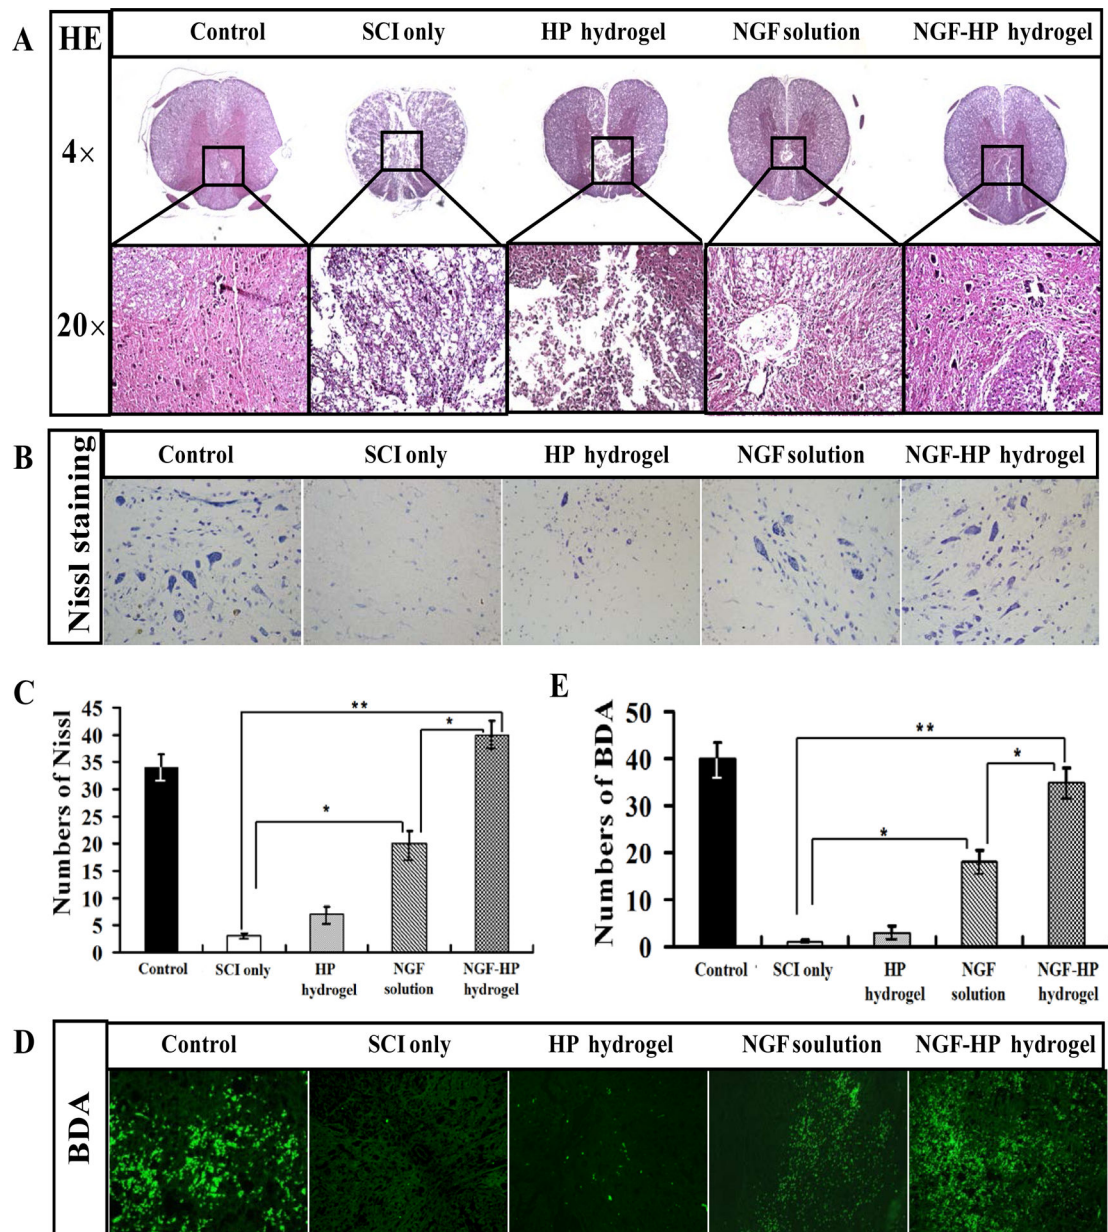 A
HE Control SCI only HP hydrogel NGF solution NGF-HP hydrogel
4×
20×
B
Nissl staining
Control SCI only HP hydrogel NGF solution NGF-HP hydrogel
C
Numbers of Nissl
45
40
35
30
25
20
15
10
5
0
**
*
*
Control SCI only HP hydrogel NGF solution NGF-HP hydrogel
E
Numbers of BDA
50
40
30
20
10
0
**
*
*
Control SCI only HP hydrogel NGF solution NGF-HP hydrogel
D
BDA
Control SCI only HP hydrogel NGF soulution NGF-HP hydrogel